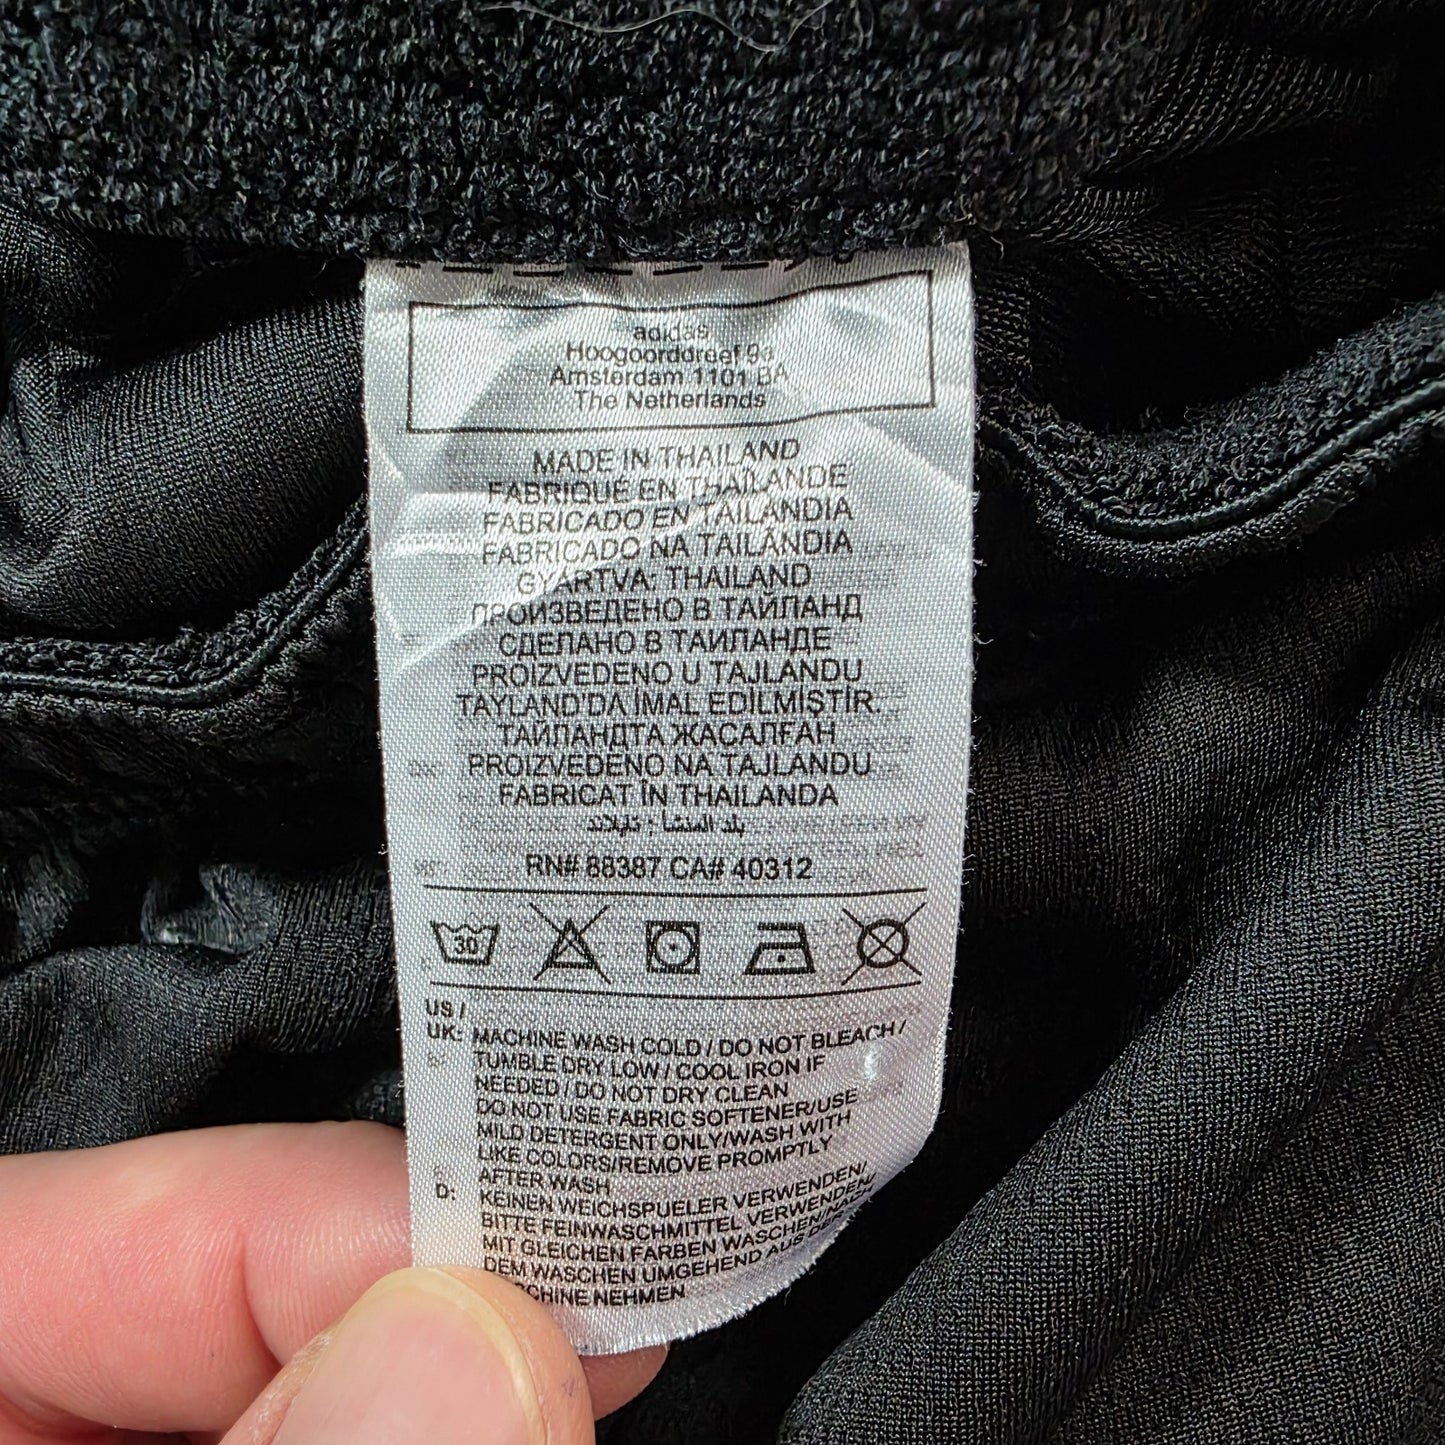 adidas
Hoogoorddreef 9a
Amsterdam 1101 BA
The Netherlands
MADE IN THAILAND
FABRIQUÉ EN THAÏLANDE
FABRICADO EN TAILANDIA
FABRICADO NA TAILÂNDIA
GYÁRTVA: THAILAND
ПРОИЗВЕДЕНО В ТАЙЛАНД
СДЕЛАНО В ТАИЛАНДЕ
PROIZVEDENO U TAJLANDU
TAYLAND'DA İMAL EDİLMİŞTİR.
ТАЙЛАНДТА ЖАСАЛҒАН
PROIZVEDENO NA TAJLANDU
FABRICAT ÎN THAILANDA
بلد المنشأ : تايلاند
RN# 88387 CA# 40312
30
US /
UK: MACHINE WASH COLD / DO NOT BLEACH /
TUMBLE DRY LOW / COOL IRON IF
NEEDED / DO NOT DRY CLEAN
DO NOT USE FABRIC SOFTENER/USE
MILD DETERGENT ONLY/WASH WITH
LIKE COLORS/REMOVE PROMPTLY
AFTER WASH
D: KEINEN WEICHSPUELER VERWENDEN/
BITTE FEINWASCHMITTEL VERWENDEN/
MIT GLEICHEN FARBEN WASCHEN/NACH
DEM WASCHEN UMGEHEND AUS DER
NEHMEN